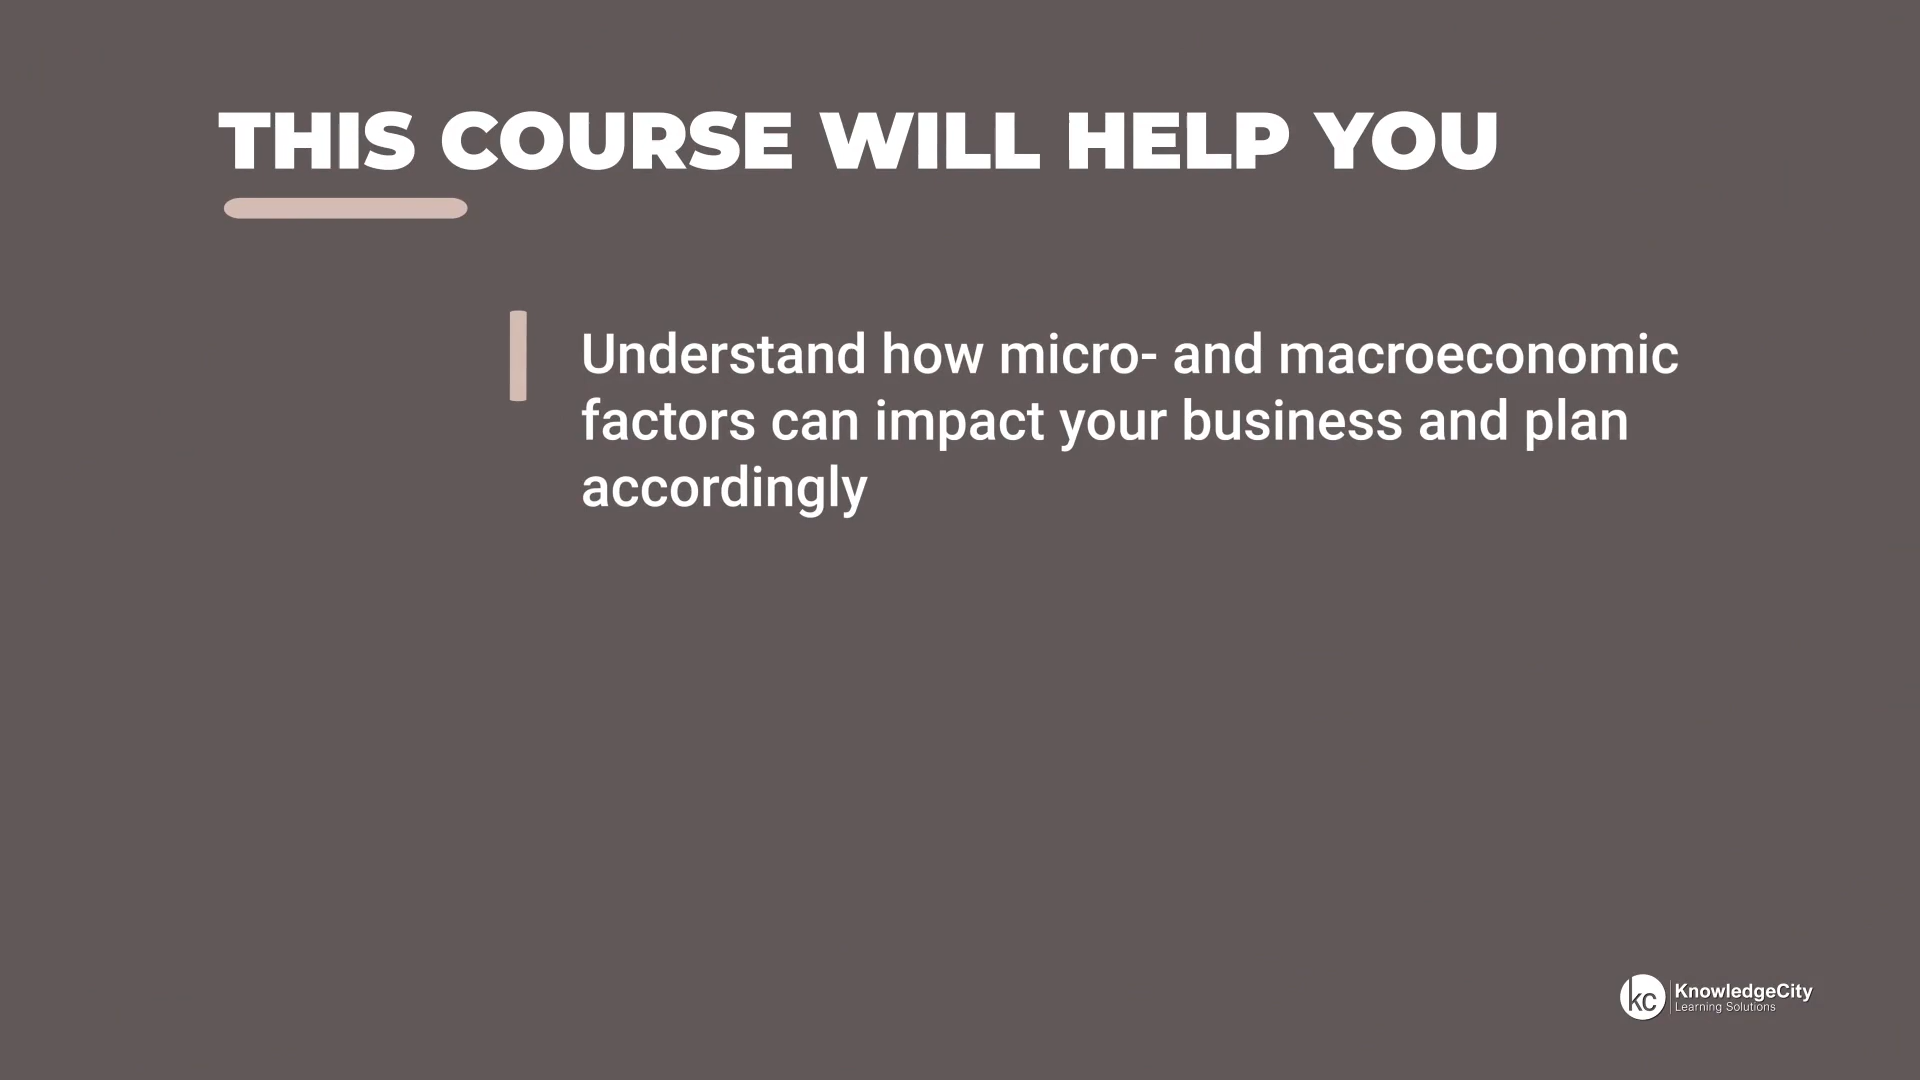 THIS COURSE WILL HELP YOU
Understand how micro- and macroeconomic
factors can impact your business and plan
accordingly
kc KnowledgeCity
Learning Solutions